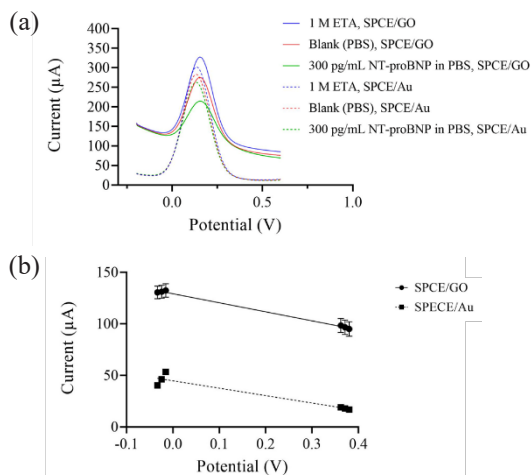 (a)
400
350
300
250
200
150
100
50
0
Current (µA)
0.0
0.5
1.0
Potential (V)
1 M ETA, SPCE/GO
Blank (PBS), SPCE/GO
300 pg/mL NT-proBNP in PBS, SPCE/GO
1 M ETA, SPCE/Au
Blank (PBS), SPCE/Au
300 pg/mL NT-proBNP in PBS, SPCE/Au
(b)
150
100
50
0
Current (µA)
-0.1
0.0
0.1
0.2
0.3
0.4
Potential (V)
SPCE/GO
SPECE/Au